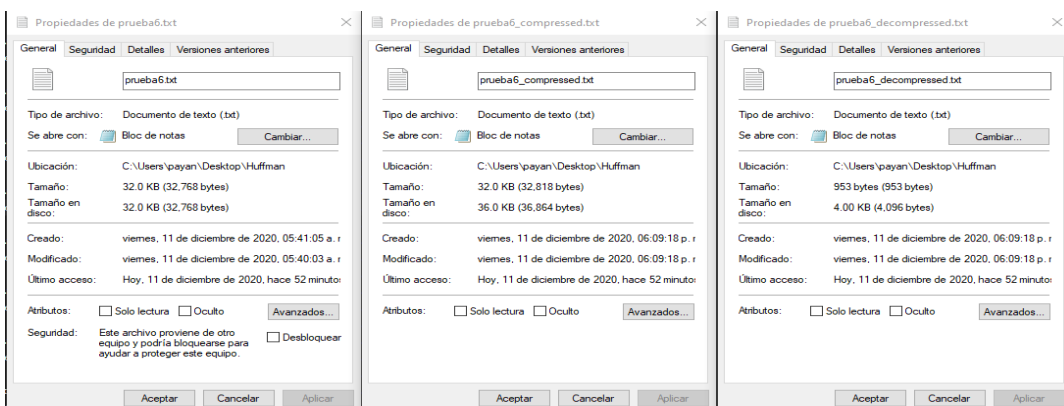 Propiedades de prueba6.txt
General Seguridad Detalles Versiones anteriores
prueba6.txt
Tipo de archivo: Documento de texto (.txt)
Se abre con: Bloc de notas Cambiar...
Ubicación: C:\Users\payan\Desktop\Huffman
Tamaño: 32.0 KB (32,768 bytes)
Tamaño en disco: 32.0 KB (32,768 bytes)
Creado: viernes, 11 de diciembre de 2020, 05:41:05 a. r
Modificado: viernes, 11 de diciembre de 2020, 05:40:03 a. r
Último acceso: Hoy, 11 de diciembre de 2020, hace 52 minuto
Atributos: Solo lectura Oculto Avanzados...
Seguridad: Este archivo proviene de otro
equipo y podría bloquearse para
ayudar a proteger este equipo.
Desbloquear
Aceptar Cancelar Aplicar
Propiedades de prueba6_compressed.txt
General Seguridad Detalles Versiones anteriores
prueba6_compressed.txt
Tipo de archivo: Documento de texto (.txt)
Se abre con: Bloc de notas Cambiar...
Ubicación: C:\Users\payan\Desktop\Huffman
Tamaño: 32.0 KB (32,818 bytes)
Tamaño en disco: 36.0 KB (36,864 bytes)
Creado: viernes, 11 de diciembre de 2020, 06:09:18 p. r
Modificado: viernes, 11 de diciembre de 2020, 06:09:18 p. r
Último acceso: Hoy, 11 de diciembre de 2020, hace 52 minuto
Atributos: Solo lectura Oculto Avanzados...
Aceptar Cancelar Aplicar
Propiedades de prueba6_decompressed.txt
General Seguridad Detalles Versiones anteriores
prueba6_decompressed.txt
Tipo de archivo: Documento de texto (.txt)
Se abre con: Bloc de notas Cambiar...
Ubicación: C:\Users\payan\Desktop\Huffman
Tamaño: 953 bytes (953 bytes)
Tamaño en disco: 4.00 KB (4,096 bytes)
Creado: viernes, 11 de diciembre de 2020, 06:09:18 p. r
Modificado: viernes, 11 de diciembre de 2020, 06:09:18 p. r
Último acceso: Hoy, 11 de diciembre de 2020, hace 52 minuto
Atributos: Solo lectura Oculto Avanzados...
Aceptar Cancelar Aplicar